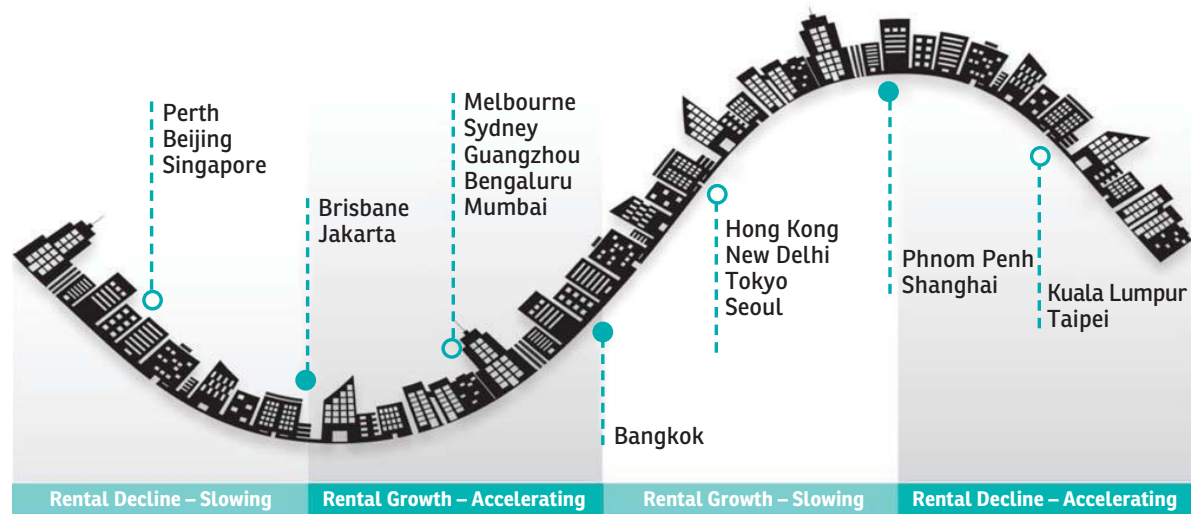 Perth
Beijing
Singapore
Brisbane
Jakarta
Melbourne
Sydney
Guangzhou
Bengaluru
Mumbai
Bangkok
Hong Kong
New Delhi
Tokyo
Seoul
Phnom Penh
Shanghai
Kuala Lumpur
Taipei
Rental Decline – Slowing
Rental Growth – Accelerating
Rental Growth – Slowing
Rental Decline – Accelerating